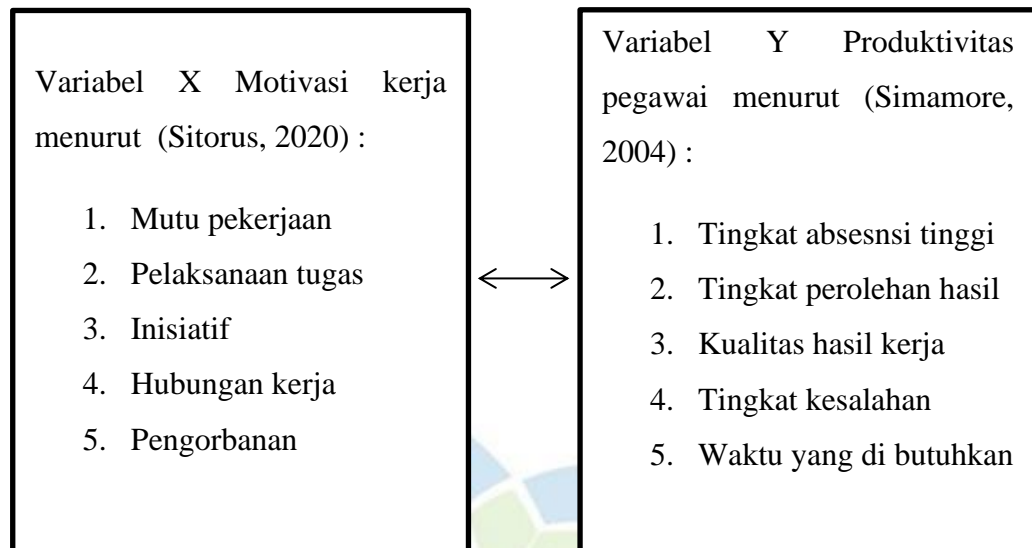 Variabel X Motivasi kerja
menurut (Sitorus, 2020) :
1. Mutu pekerjaan
2. Pelaksanaan tugas
3. Inisiatif
4. Hubungan kerja
5. Pengorbanan
Variabel Y Produktivitas
pegawai menurut (Simamore,
2004) :
1. Tingkat absesnsi tinggi
2. Tingkat perolehan hasil
3. Kualitas hasil kerja
4. Tingkat kesalahan
5. Waktu yang di butuhkan